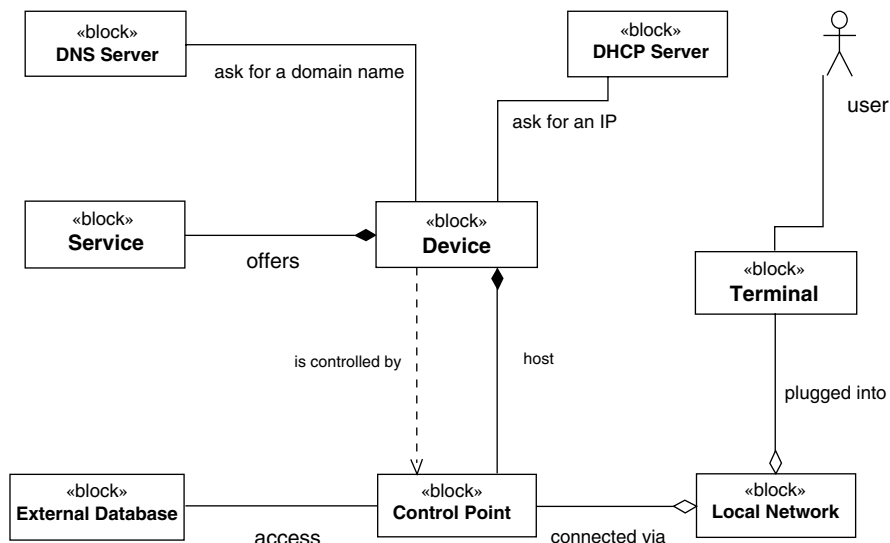 «block»
DNS Server
«block»
DHCP Server
ask for a domain name
user
ask for an IP
«block»
Service
«block»
Device
offers
«block»
Terminal
is controlled by
host
plugged into
«block»
External Database
«block»
Control Point
«block»
Local Network
access
connected via